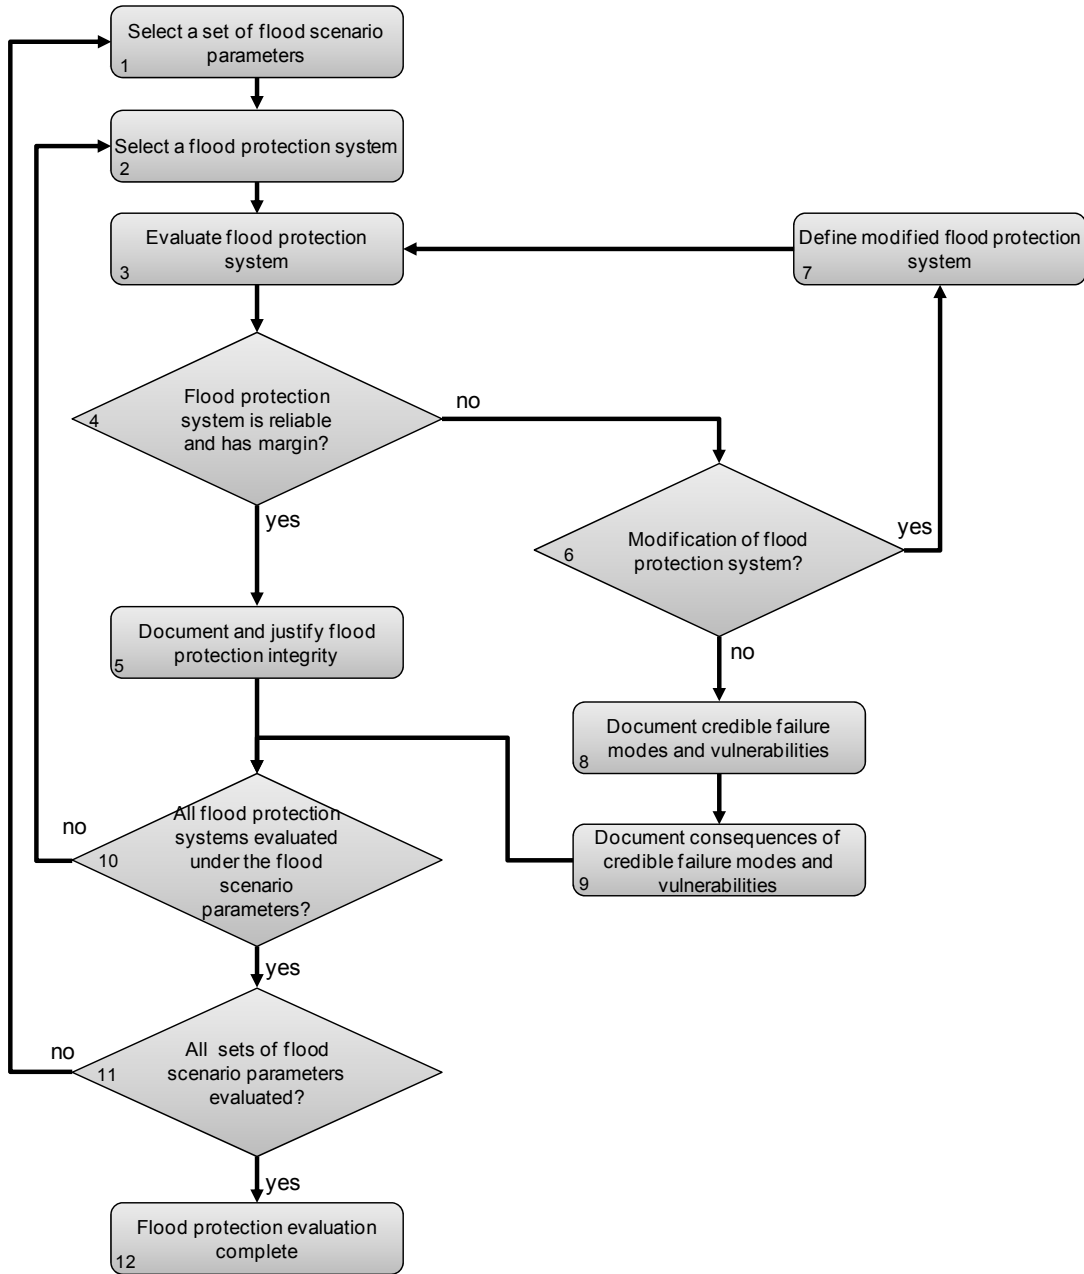 Select a set of flood scenario
parameters
1
Select a flood protection system
2
Evaluate flood protection
system
3
Define modified flood protection
system
7
Flood protection
system is reliable
and has margin?
4
no
yes
Modification of flood
protection system?
6
yes
no
Document and justify flood
protection integrity
5
Document credible failure
modes and vulnerabilities
8
Document consequences of
credible failure modes and
vulnerabilities
9
All flood protection
systems evaluated
under the flood
scenario
parameters?
10
no
yes
All sets of flood
scenario parameters
evaluated?
11
no
yes
Flood protection evaluation
complete
12